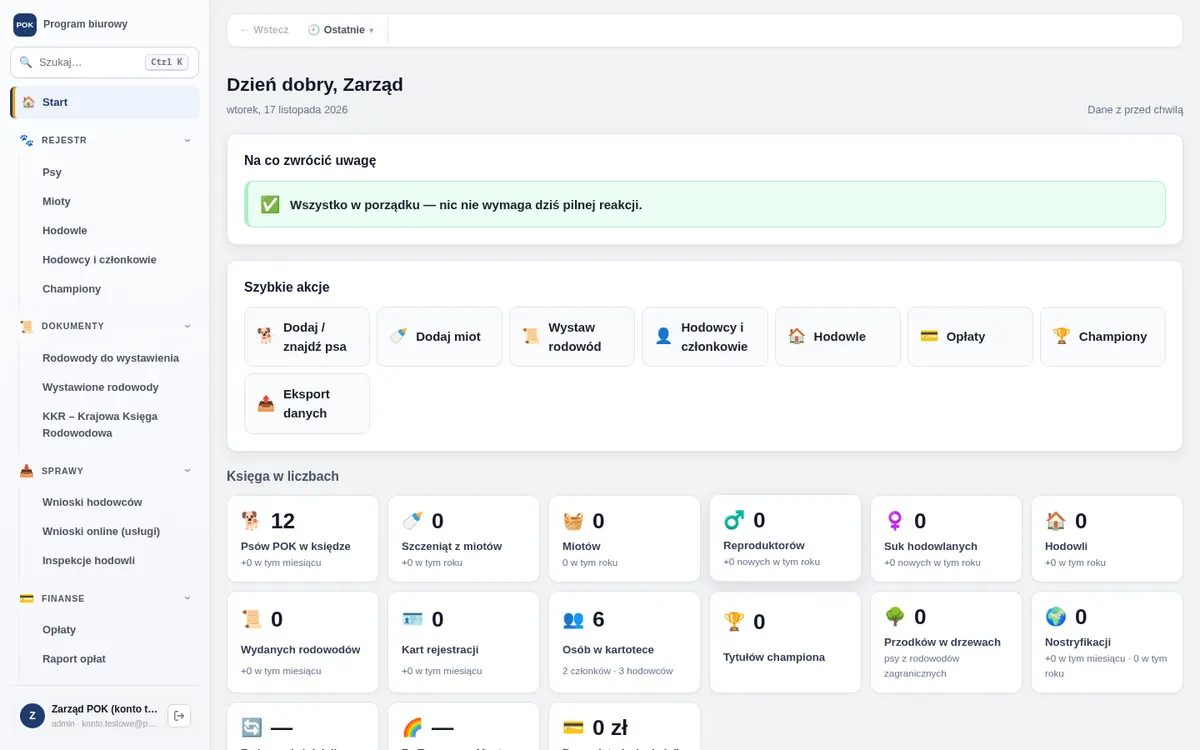 POK Program biurowy
Szukaj… Ctrl K
Start
REJESTR
Psy
Mioty
Hodowle
Hodowcy i członkowie
Championy
DOKUMENTY
Rodowody do wystawienia
Wystawione rodowody
KKR – Krajowa Księga
Rodowodowa
SPRAWY
Wnioski hodowców
Wnioski online (usługi)
Inspekcje hodowli
FINANSE
Opłaty
Raport opłat
Z Zarząd POK (konto t…
admin · konto.testowe@p…
← Wstecz Ostatnie ▾
Dzień dobry, Zarząd
wtorek, 17 listopada 2026 Dane z przed chwilą
Na co zwrócić uwagę
Wszystko w porządku — nic nie wymaga dziś pilnej reakcji.
Szybkie akcje
Dodaj /
znajdź psa
Dodaj miot
Wystaw
rodowód
Hodowcy i
członkowie
Hodowle
Opłaty
Championy
Eksport
danych
Księga w liczbach
12
Psów POK w księdze
+0 w tym miesiącu
0
Szczeniąt z miotów
+0 w tym roku
0
Miotów
0 w tym roku
0
Reproduktorów
+0 nowych w tym roku
0
Suk hodowlanych
+0 nowych w tym roku
0
Hodowli
+0 w tym roku
0
Wydanych rodowodów
+0 w tym miesiącu
0
Kart rejestracji
+0 w tym miesiącu
6
Osób w kartotece
2 członków · 3 hodowców
0
Tytułów championa
0
Przodków w drzewach
psy z rodowodów
zagranicznych
0
Nostryfikacji
+0 w tym miesiącu · 0 w tym
roku
—
—
0 zł